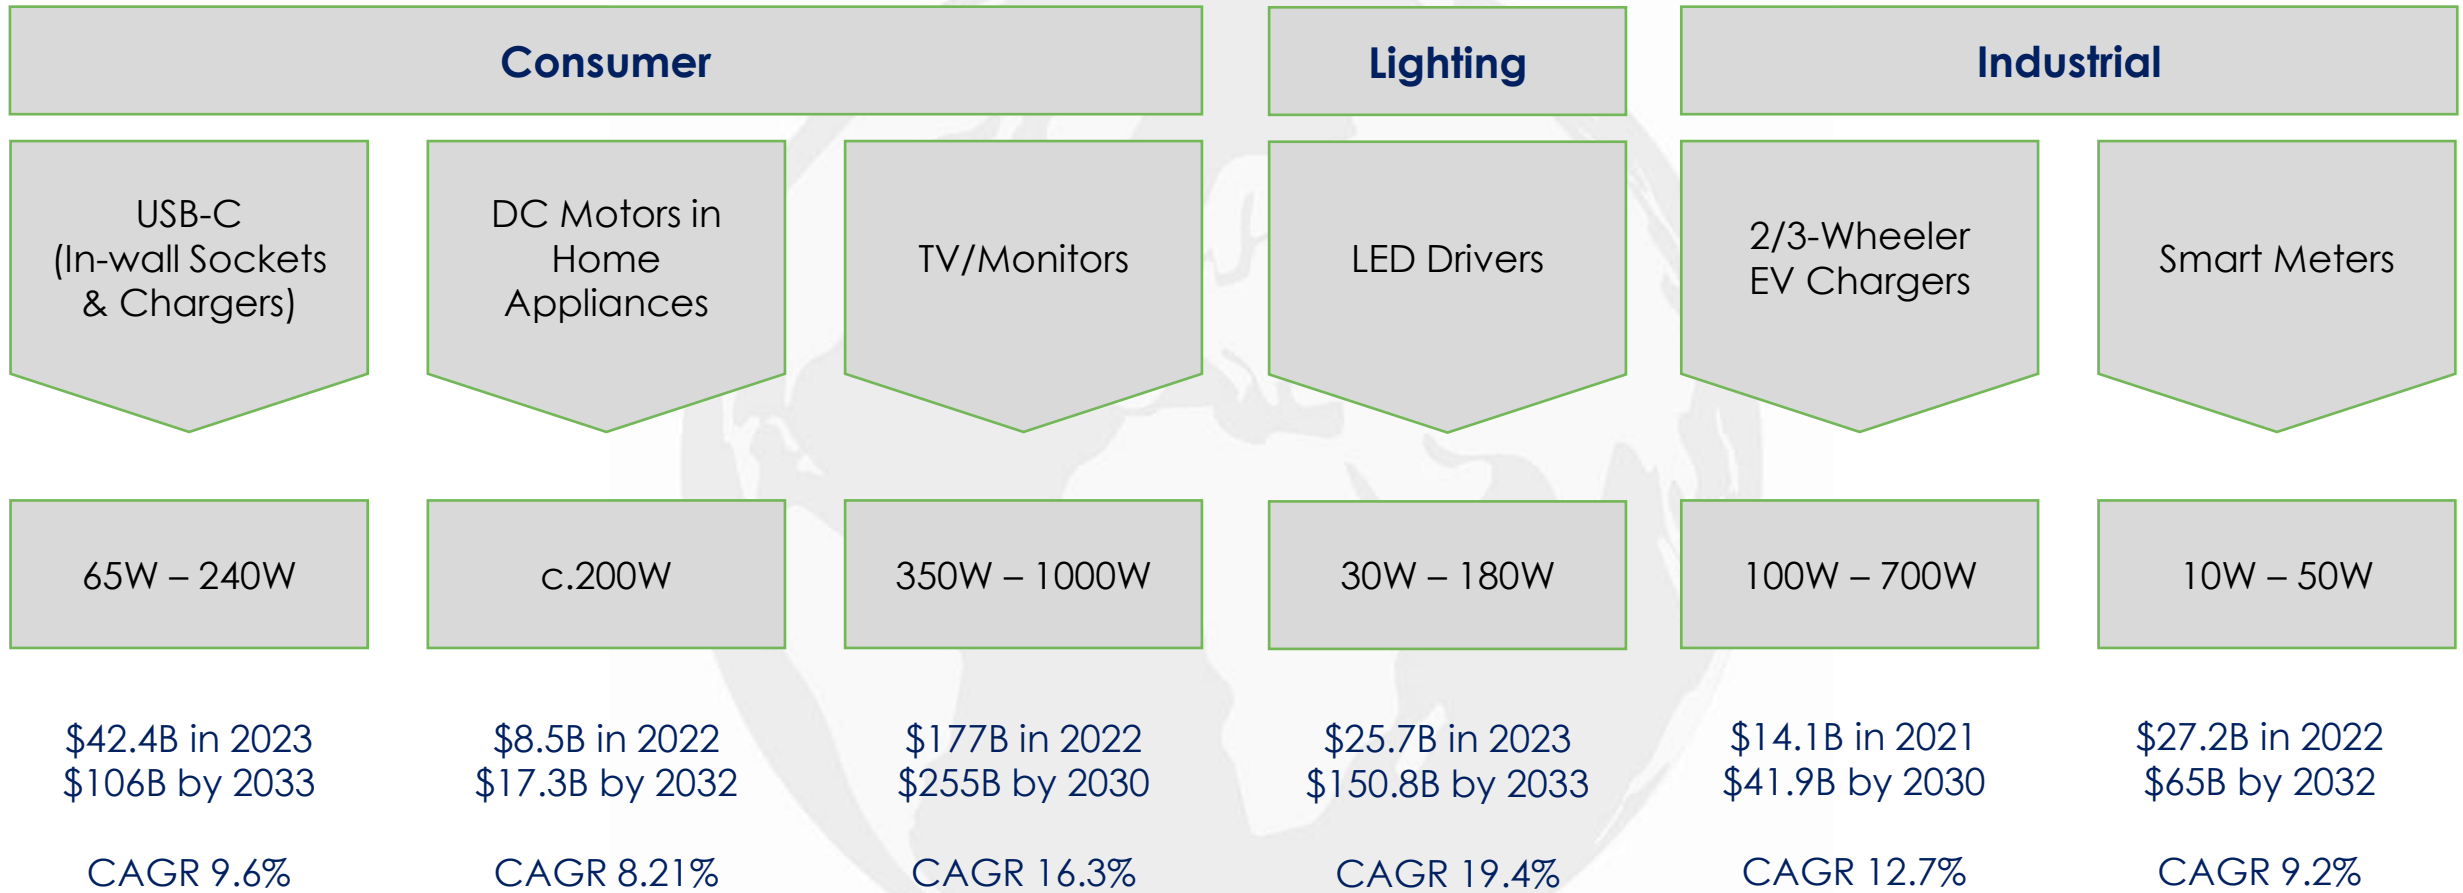 Consumer
Lighting
Industrial
USB-C
(In-wall Sockets
& Chargers)
DC Motors in
Home
Appliances
TV/Monitors
LED Drivers
2/3-Wheeler
EV Chargers
Smart Meters
65W – 240W
c.200W
350W – 1000W
30W – 180W
100W – 700W
10W – 50W
$42.4B in 2023
$106B by 2033
CAGR 9.6%
$8.5B in 2022
$17.3B by 2032
CAGR 8.21%
$177B in 2022
$255B by 2030
CAGR 16.3%
$25.7B in 2023
$150.8B by 2033
CAGR 19.4%
$14.1B in 2021
$41.9B by 2030
CAGR 12.7%
$27.2B in 2022
$65B by 2032
CAGR 9.2%